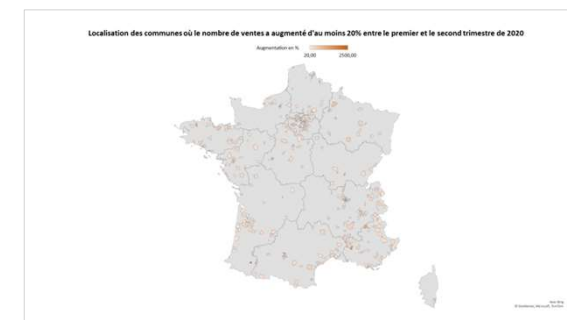 Localisation des communes où le nombre de ventes a augmenté d'au moins 20% entre le premier et le second trimestre de 2020
Augmentation en %
20,00 2500,00